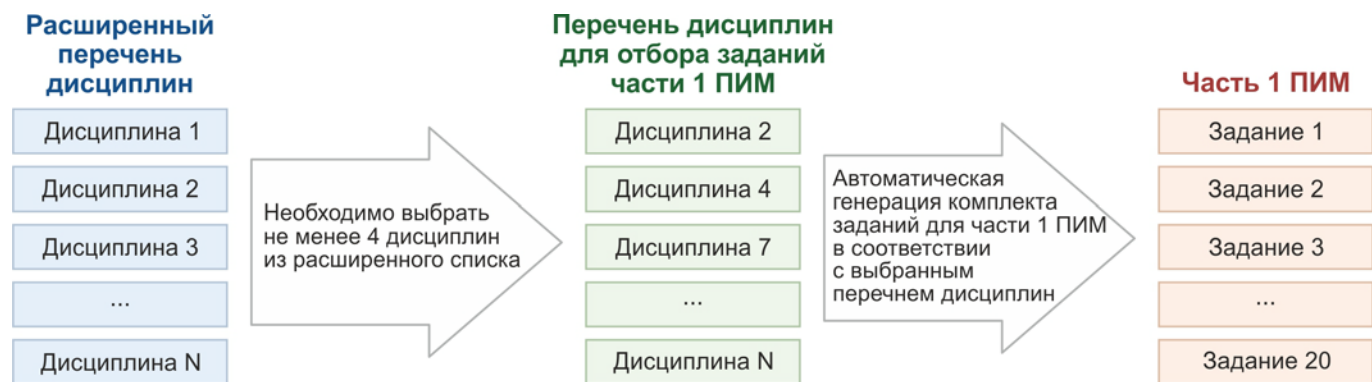 Расширенный
перечень
дисциплин
Дисциплина 1
Дисциплина 2
Дисциплина 3
...
Дисциплина N
Необходимо выбрать
не менее 4 дисциплин
из расширенного списка
Перечень дисциплин
для отбора заданий
части 1 ПИМ
Дисциплина 2
Дисциплина 4
Дисциплина 7
...
Дисциплина N
Автоматическая
генерация комплекта
заданий для части 1 ПИМ
в соответствии
с выбранным
перечнем дисциплин
Часть 1 ПИМ
Задание 1
Задание 2
Задание 3
...
Задание 20